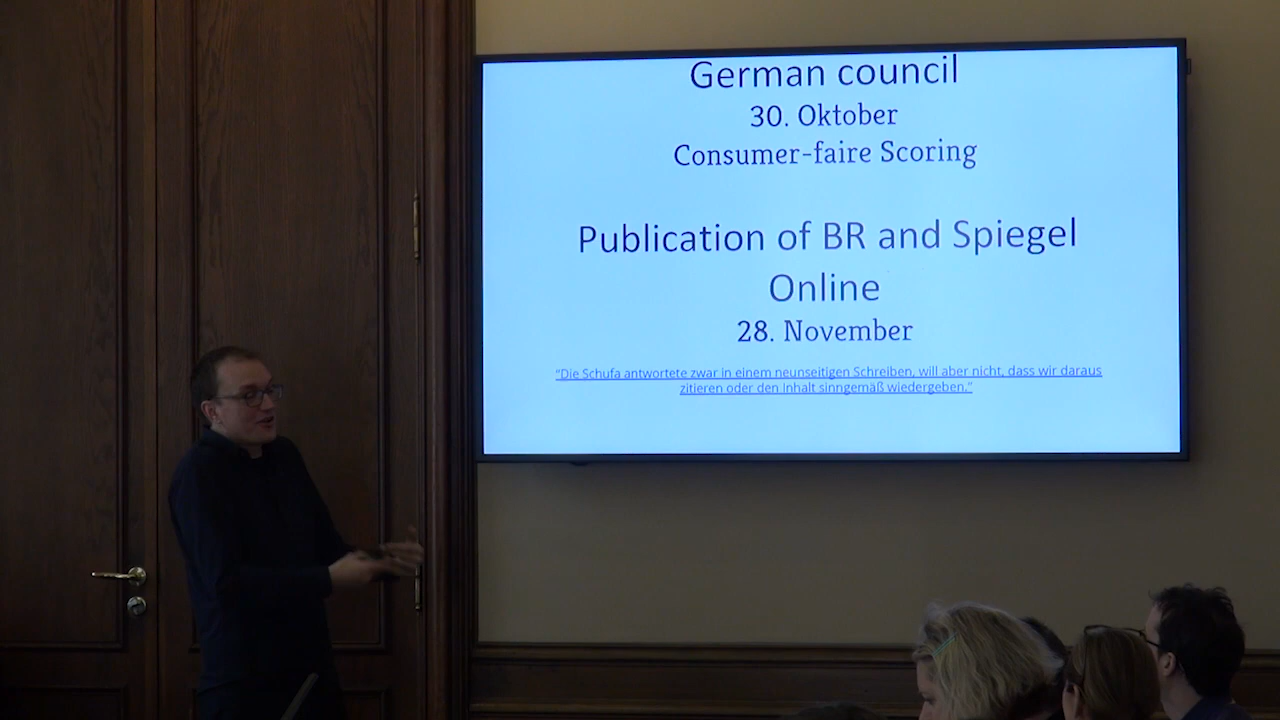 German council
30. Oktober
Consumer-faire Scoring
Publication of BR and Spiegel
Online
28. November
“Die Schufa antwortete zwar in einem neunseitigen Schreiben, will aber nicht, dass wir daraus
zitieren oder den Inhalt sinngemäß wiedergeben.”